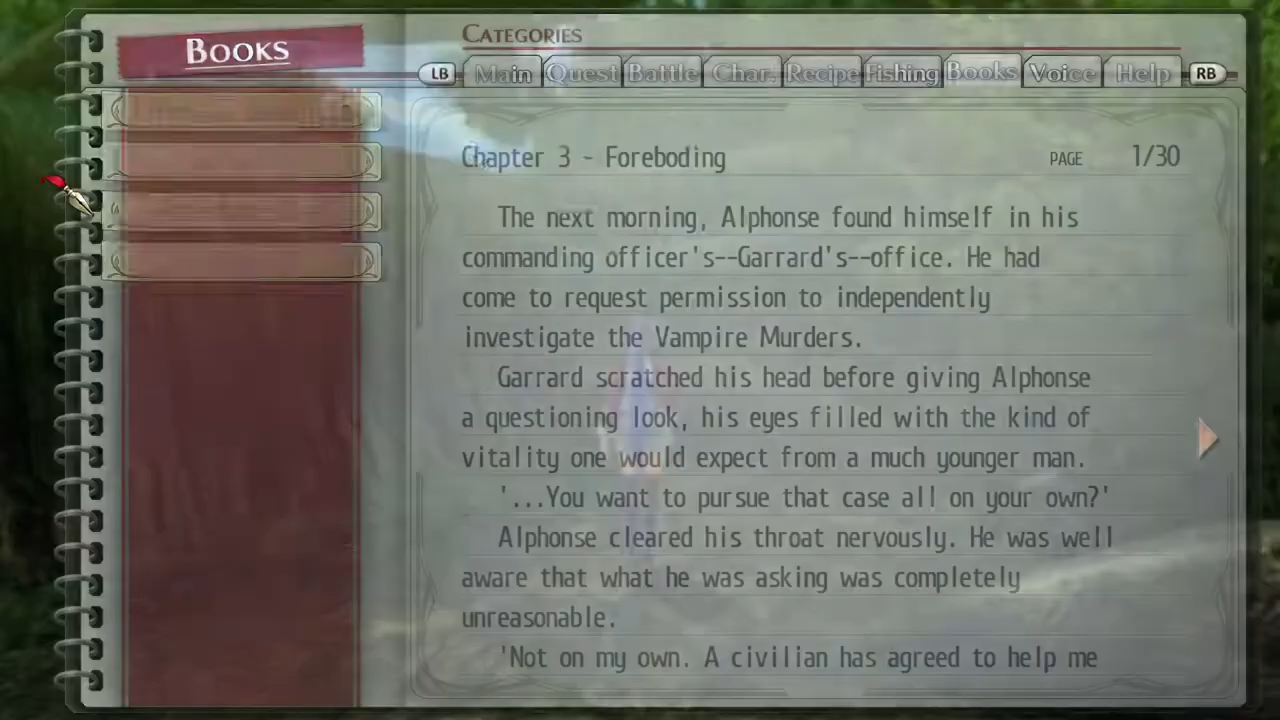 BOOKS
CATEGORIES
LB Main Quest Battle Char. Recipe Fishing Books Voice Help RB
Chapter 3 - Foreboding PAGE 1/30
The next morning, Alphonse found himself in his
commanding officer's--Garrard's--office. He had
come to request permission to independently
investigate the Vampire Murders.
Garrard scratched his head before giving Alphonse
a questioning look, his eyes filled with the kind of
vitality one would expect from a much younger man.
'...You want to pursue that case all on your own?'
Alphonse cleared his throat nervously. He was well
aware that what he was asking was completely
unreasonable.
'Not on my own. A civilian has agreed to help me